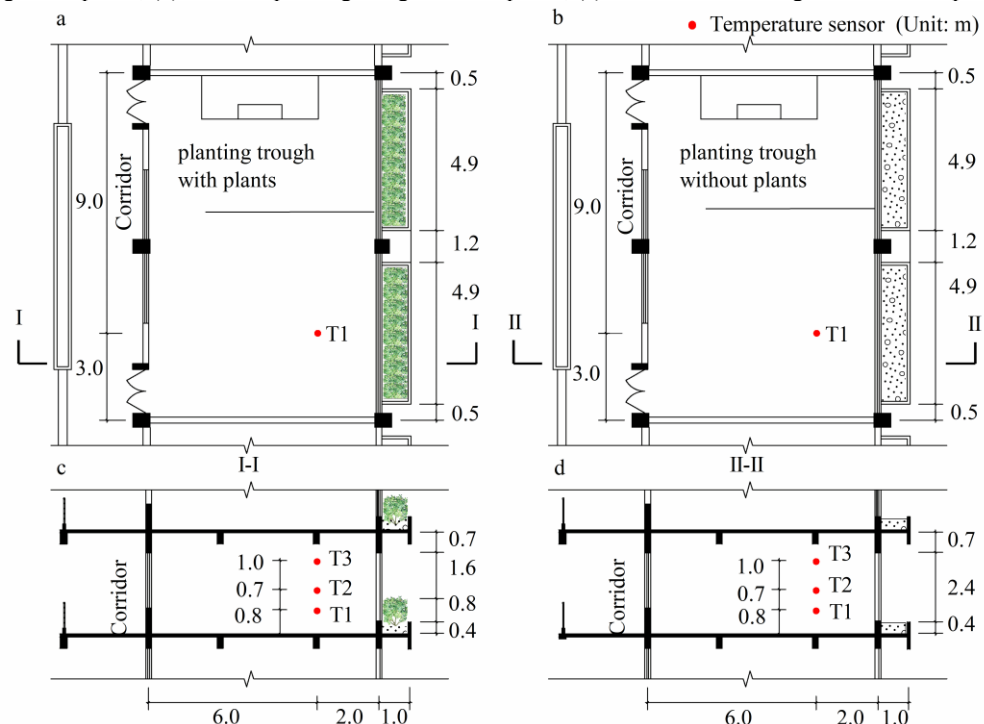 a
b
Temperature sensor (Unit: m)
planting trough
with plants
Corridor
9.0
3.0
T1
I
I
0.5
4.9
1.2
4.9
0.5
planting trough
without plants
Corridor
9.0
3.0
T1
II
II
0.5
4.9
1.2
4.9
0.5
c
I-I
Corridor
1.0
0.7
0.8
T3
T2
T1
0.7
1.6
0.8
0.4
6.0
2.0
1.0
d
II-II
Corridor
1.0
0.7
0.8
T3
T2
T1
0.7
2.4
0.4
6.0
2.0
1.0